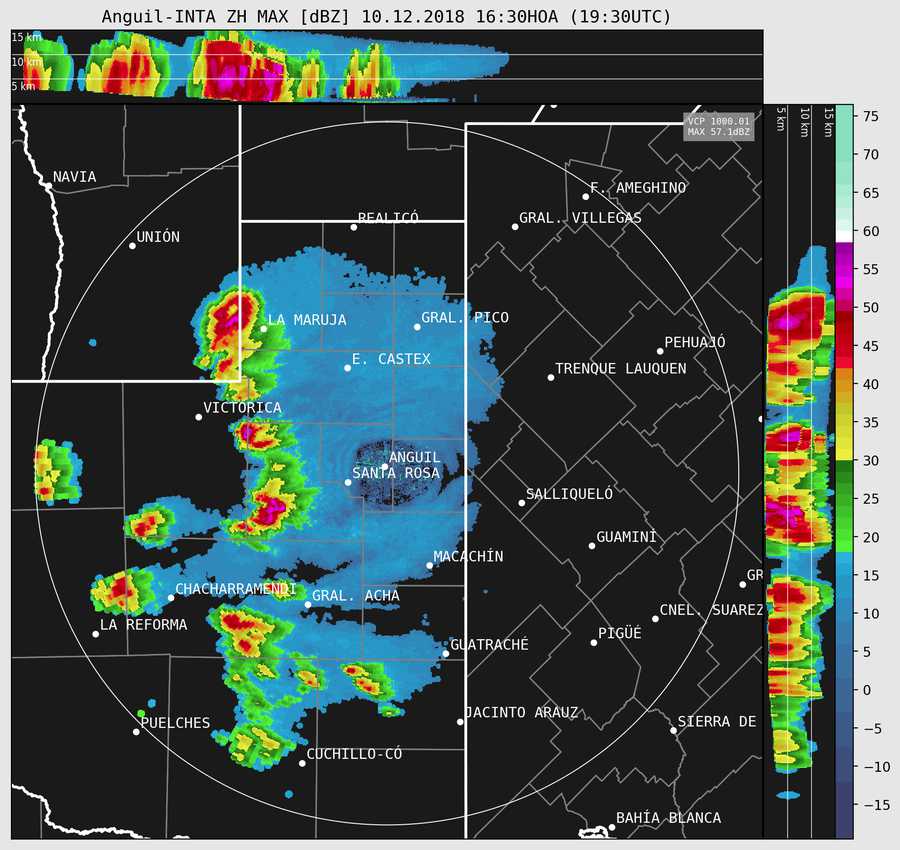 Anguil-INTA ZH MAX [dBZ] 10.12.2018 16:30HOA (19:30UTC)
15 km
10 km
5 km
5 km
10 km
15 km
VCP 1000.01
MAX 57.1dBZ
NAVIA
F. AMEGHINO
REALICÓ
GRAL. VILLEGAS
UNIÓN
LA MARUJA
GRAL. PICO
PEHUAJÓ
E. CASTEX
TRENQUE LAUQUEN
VICTORICA
ANGUIL
SANTA ROSA
SALLIQUELÓ
GUAMINÍ
MACACHÍN
GR
CHACHARRAMENDI
GRAL. ACHA
CNEL. SUAREZ
LA REFORMA
PIGÜÉ
GUATRACHÉ
JACINTO ARAUZ
PUELCHES
SIERRA DE
CUCHILLO-CÓ
BAHÍA BLANCA
75
70
65
60
55
50
45
40
35
30
25
20
15
10
5
0
−5
−10
−15